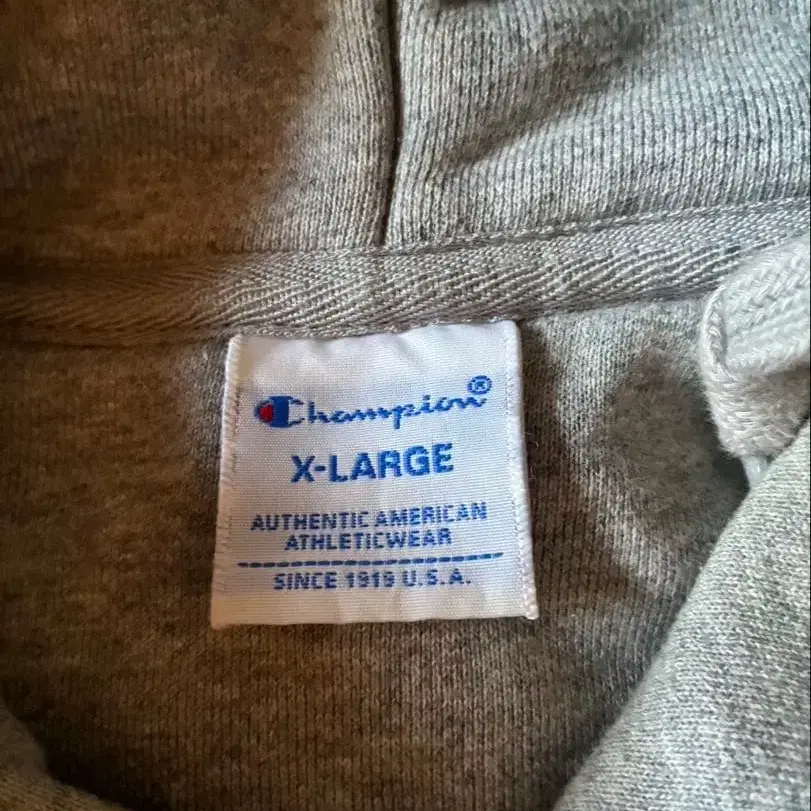 Champion®
X-LARGE
AUTHENTIC AMERICAN
ATHLETICWEAR
SINCE 1919 U.S.A.